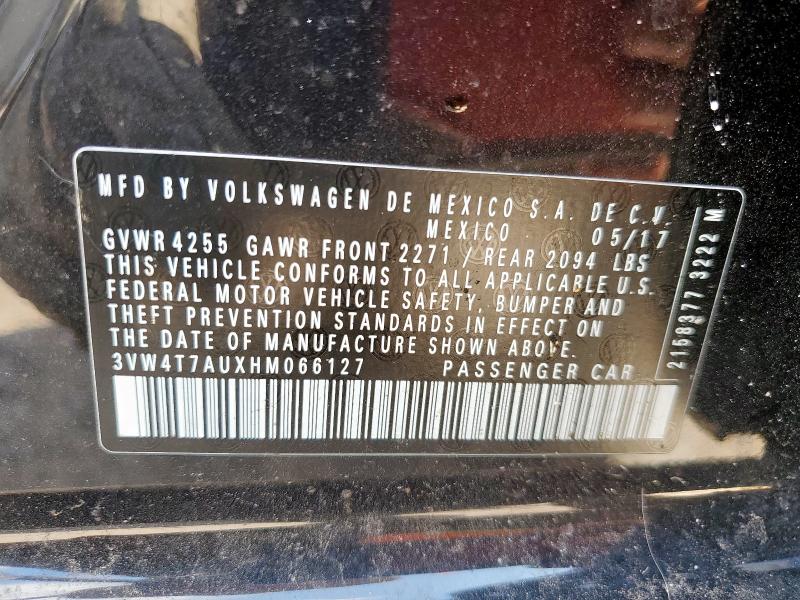 MFD BY VOLKSWAGEN DE MEXICO S.A. DE C.V
MEXICO 05/17
GVWR 4255 GAWR FRONT 2271 / REAR 2094 LBS
THIS VEHICLE CONFORMS TO ALL APPLICABLE U.S.
FEDERAL MOTOR VEHICLE SAFETY, BUMPER AND
THEFT PREVENTION STANDARDS IN EFFECT ON
THE DATE OF MANUFACTURE SHOWN ABOVE.
3VW4T7AUXHM066127 PASSENGER CAR
2158377 3222 M